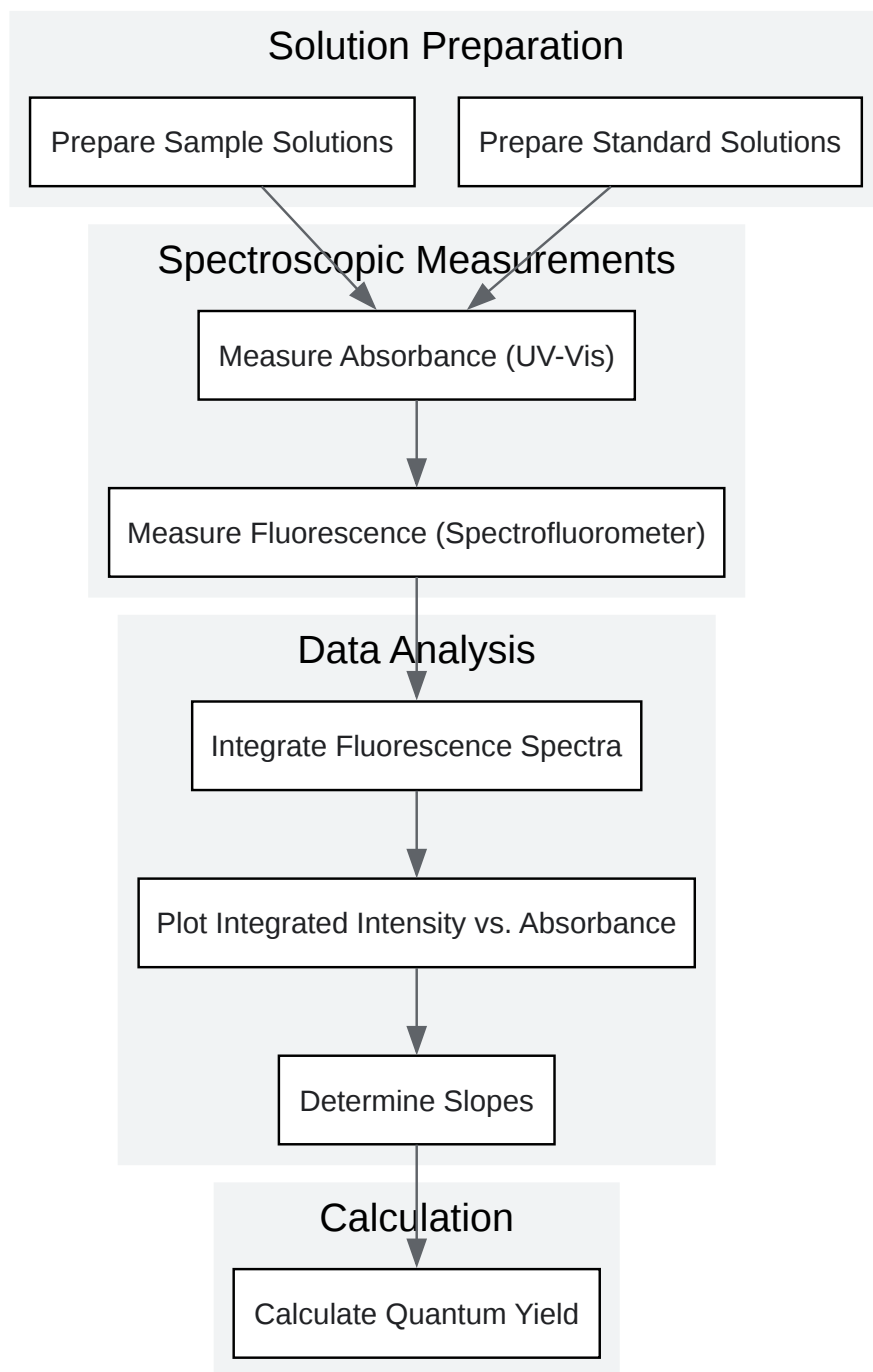 Solution Preparation
Prepare Sample Solutions
Prepare Standard Solutions
Spectroscopic Measurements
Measure Absorbance (UV-Vis)
Measure Fluorescence (Spectrofluorometer)
Data Analysis
Integrate Fluorescence Spectra
Plot Integrated Intensity vs. Absorbance
Determine Slopes
Calculation
Calculate Quantum Yield